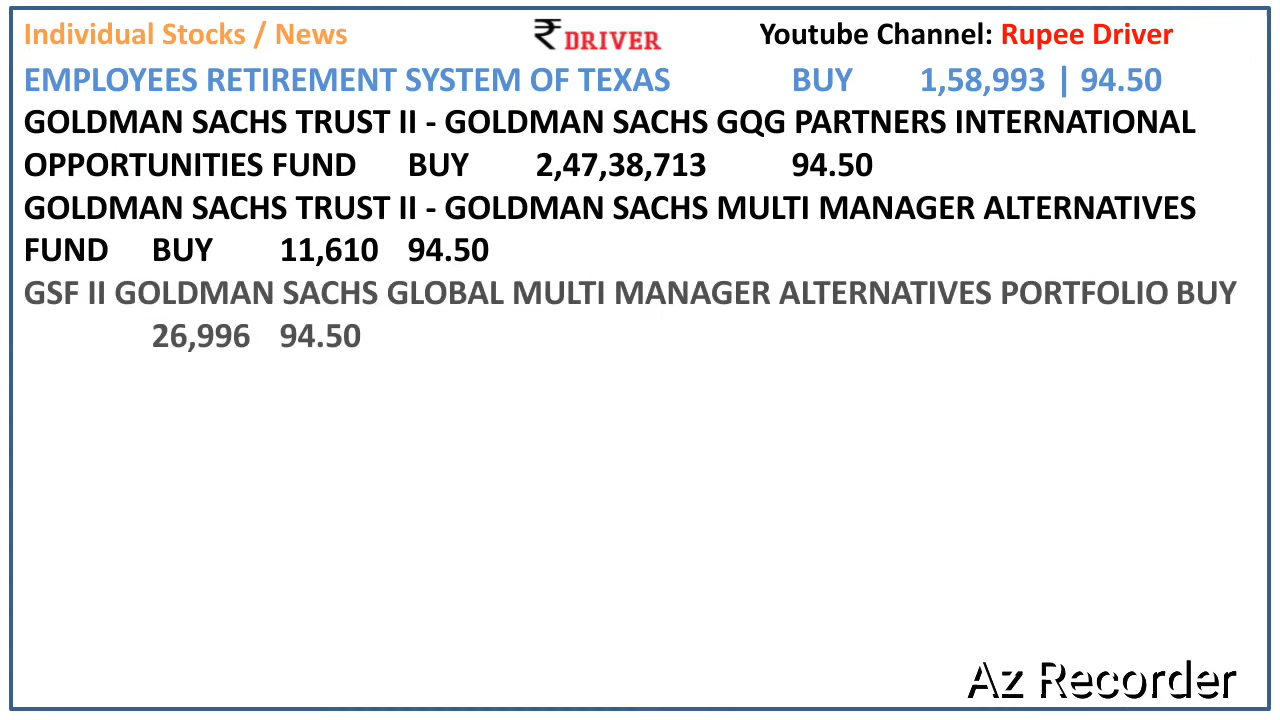 Individual Stocks / News ₹ DRIVER Youtube Channel: Rupee Driver
EMPLOYEES RETIREMENT SYSTEM OF TEXAS BUY 1,58,993 | 94.50
GOLDMAN SACHS TRUST II - GOLDMAN SACHS GQG PARTNERS INTERNATIONAL
OPPORTUNITIES FUND BUY 2,47,38,713 94.50
GOLDMAN SACHS TRUST II - GOLDMAN SACHS MULTI MANAGER ALTERNATIVES
FUND BUY 11,610 94.50
GSF II GOLDMAN SACHS GLOBAL MULTI MANAGER ALTERNATIVES PORTFOLIO BUY
26,996 94.50
Az Recorder